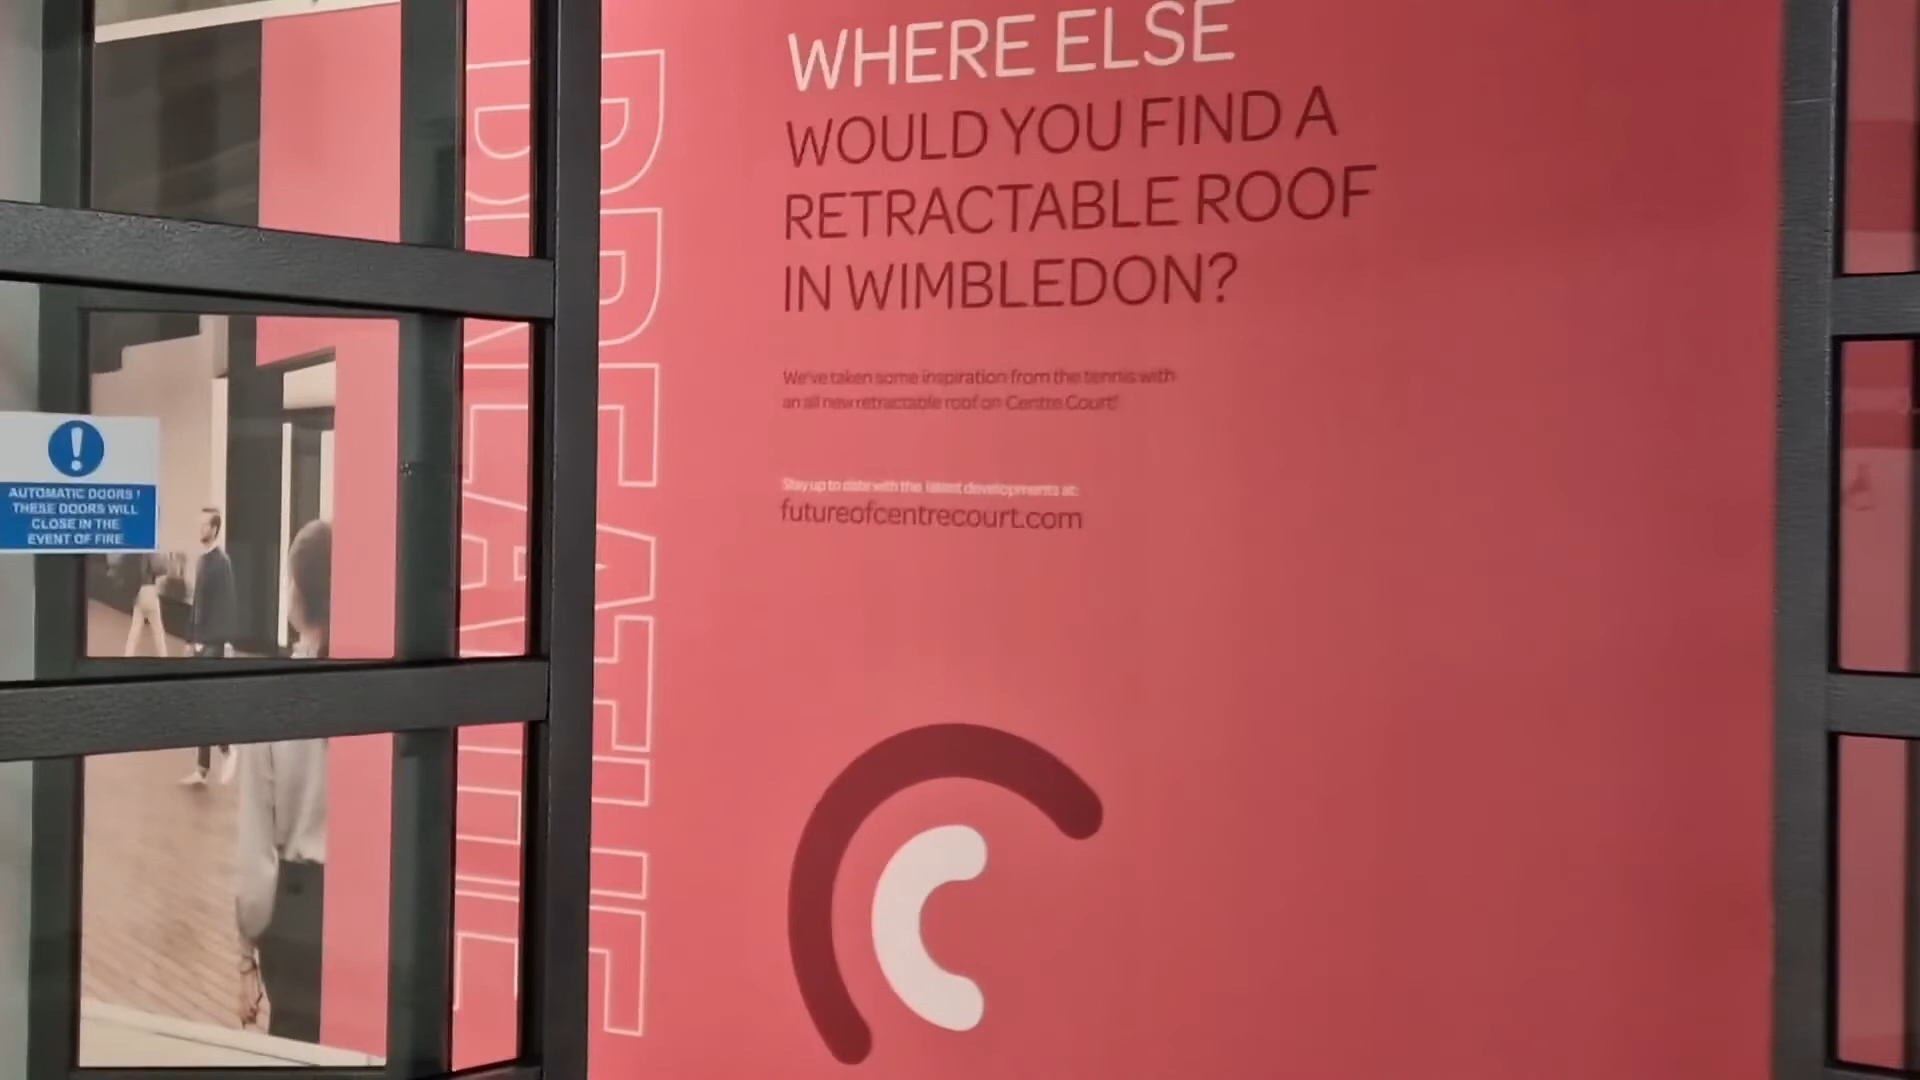 WHERE ELSE
WOULD YOU FIND A
RETRACTABLE ROOF
IN WIMBLEDON?
We've taken some inspiration from the tennis with
an all new retractable roof on Centre Court!
Stay up to date with the latest developments at:
futureofcentrecourt.com
BREATHE
AUTOMATIC DOORS !
THESE DOORS WILL
CLOSE IN THE
EVENT OF FIRE